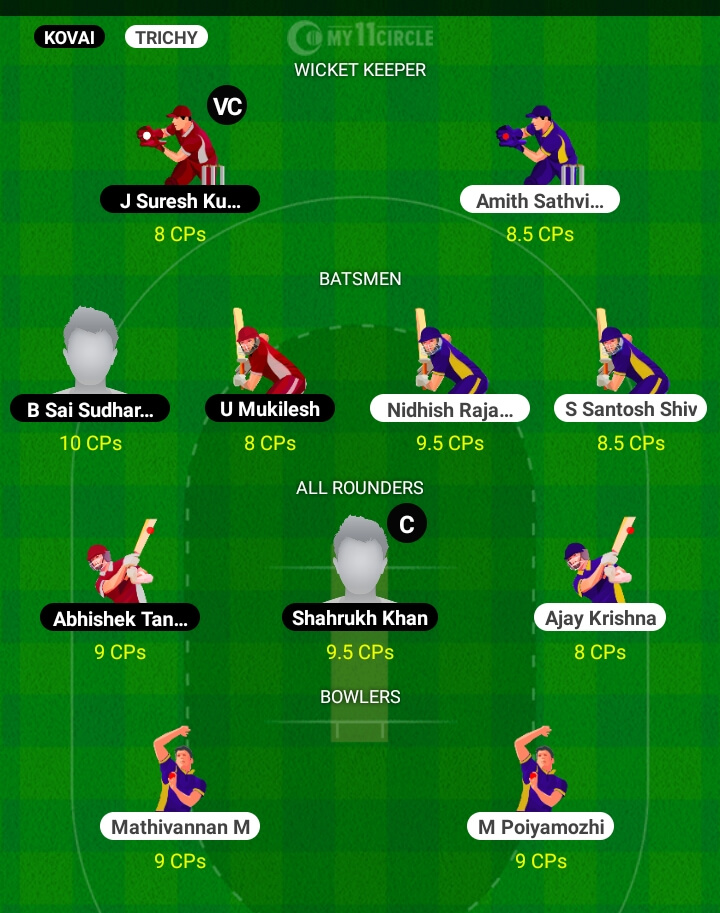 KOVAI TRICHY MY11CIRCLE
WICKET KEEPER
VC
J Suresh Ku... Amith Sathvi...
8 CPs 8.5 CPs
BATSMEN
B Sai Sudhar... U Mukilesh Nidhish Raja... S Santosh Shiv
10 CPs 8 CPs 9.5 CPs 8.5 CPs
ALL ROUNDERS
C
Abhishek Tan... Shahrukh Khan Ajay Krishna
9 CPs 9.5 CPs 8 CPs
BOWLERS
Mathivannan M M Poiyamozhi
9 CPs 9 CPs